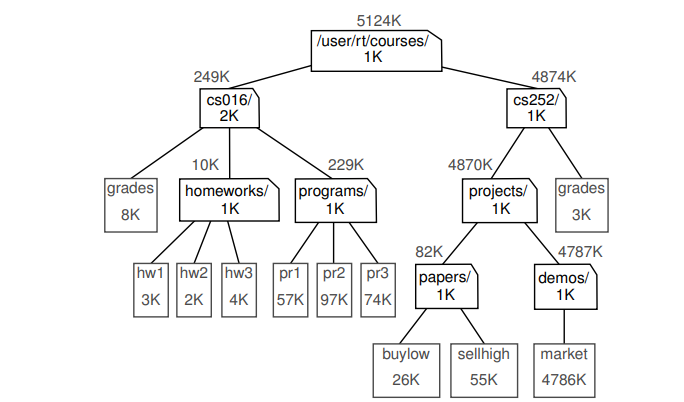 5124K
/user/rt/courses/
1K
249K
4874K
cs016/
2K
cs252/
1K
10K
229K
4870K
grades
8K
homeworks/
1K
programs/
1K
projects/
1K
grades
3K
82K
4787K
hw1
3K
hw2
2K
hw3
4K
pr1
57K
pr2
97K
pr3
74K
papers/
1K
demos/
1K
buylow
26K
sellhigh
55K
market
4786K